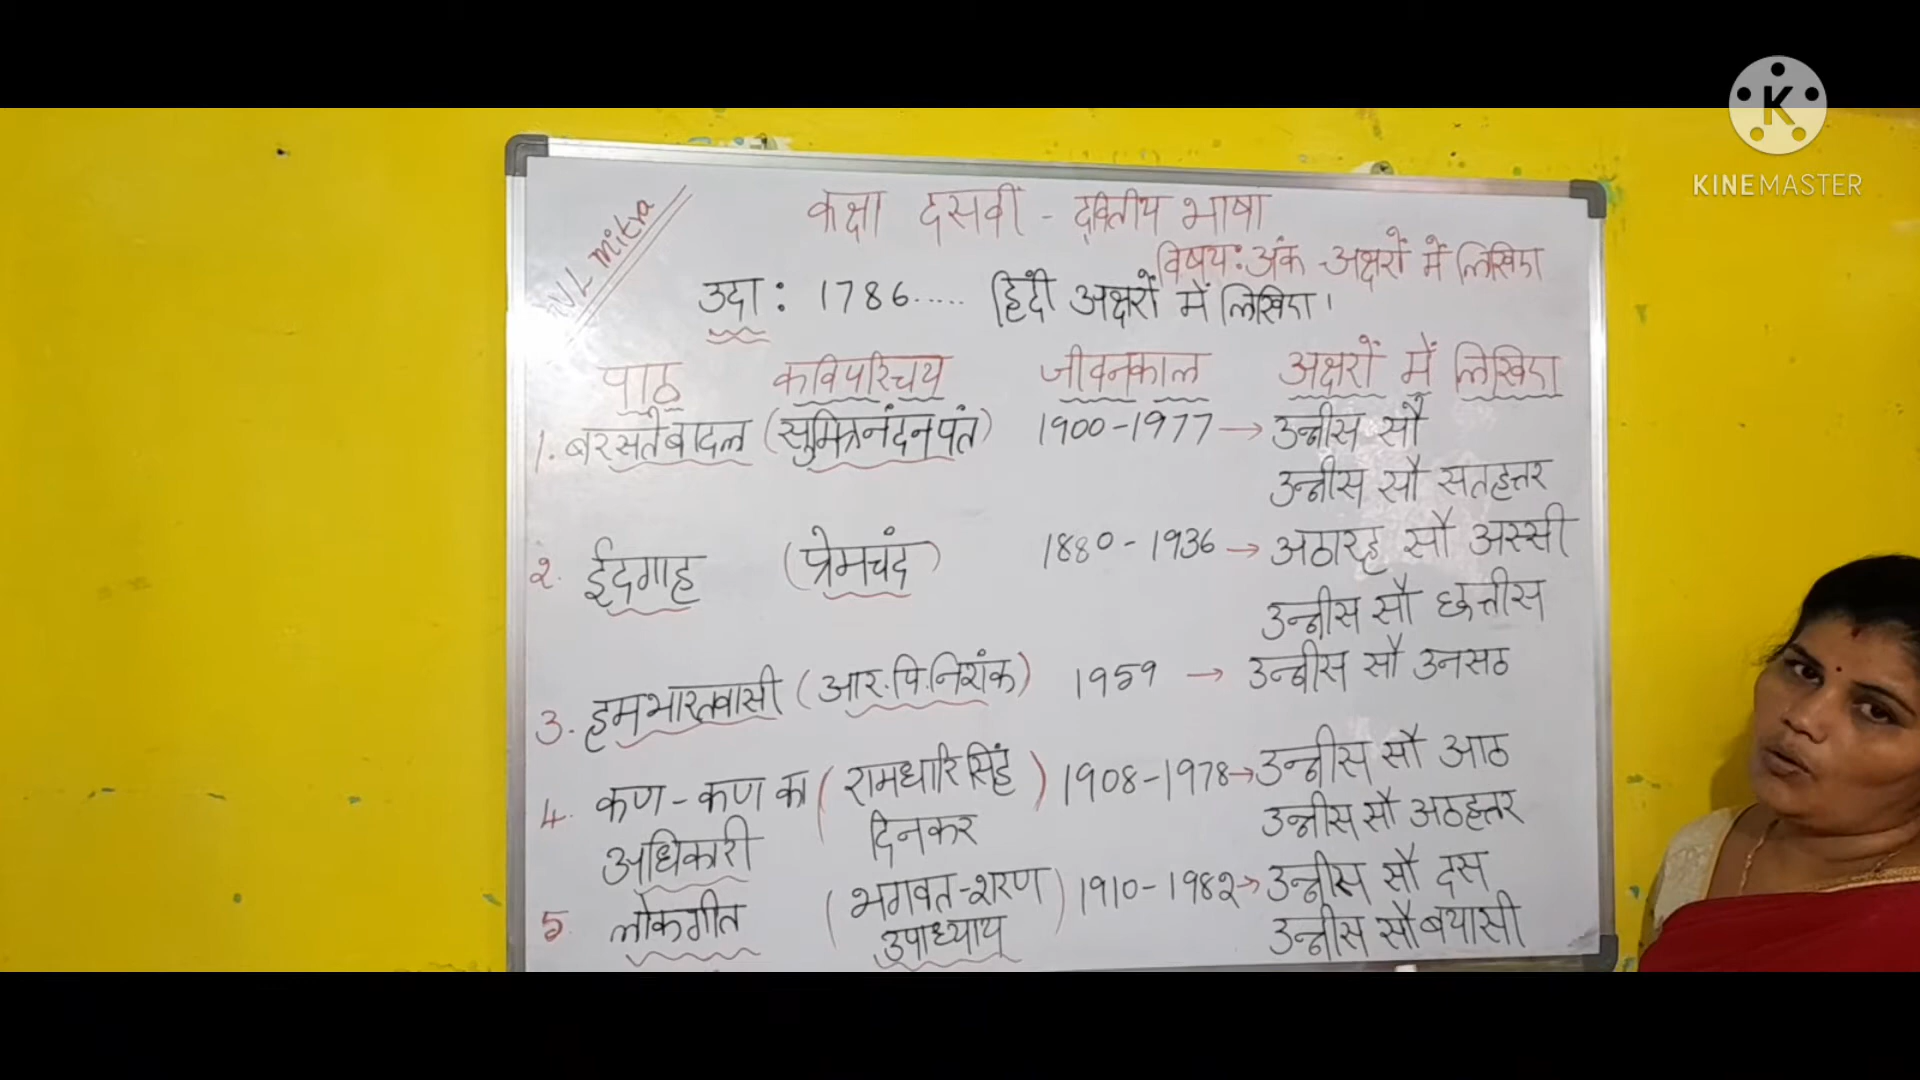 KINEMASTER
VL mitra
कक्षा दसवीं - द्वितीय भाषा
विषय: अंक अक्षरों में लिखिए
उदा: 1786..... हिंदी अक्षरों में लिखिए।
पाठ कविपरिचय जीवनकाल अक्षरों में लिखिए
1. बरसते बादल (सुमित्रनंदन पंत) 1900-1977 → उन्नीस सौ
उन्नीस सौ सतहत्तर
2. ईदगाह (प्रेमचंद) 1880-1936 → अठारह सौ अस्सी
उन्नीस सौ छत्तीस
3. हम भारतवासी (आर.पि.निशंक) 1959 → उन्नीस सौ उनसठ
4. कण-कण का (रामधारि सिंह 1908-1978 → उन्नीस सौ आठ
अधिकारी दिनकर) उन्नीस सौ अठहत्तर
5. लोकगीत (भगवत-शरण 1910-1982 → उन्नीस सौ दस
उपाध्याय) उन्नीस सौ बयासी